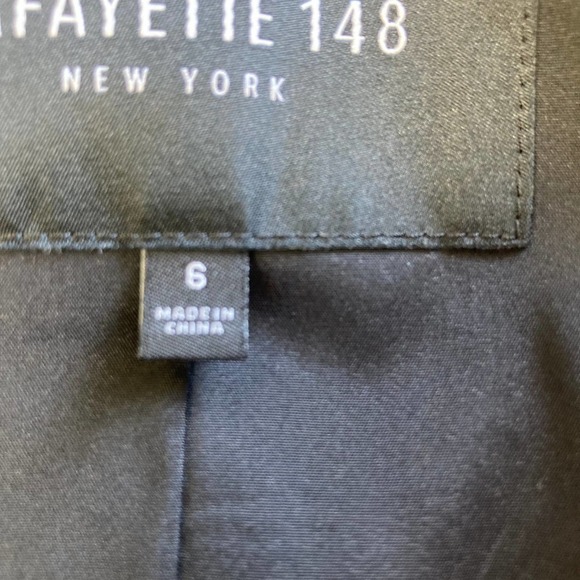 AFAYETTE 148
NEW YORK
6
MADE IN
CHINA